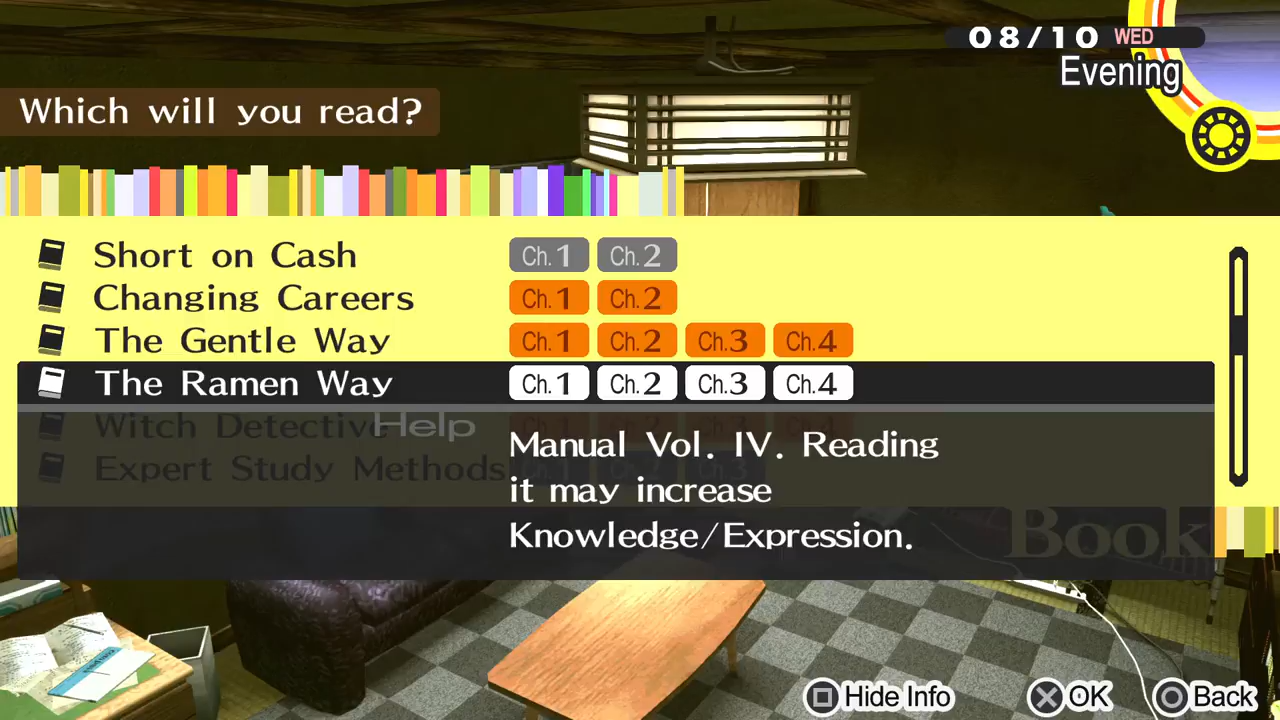 08/10 WED
Evening
Which will you read?
Short on Cash Ch.1 Ch.2
Changing Careers Ch.1 Ch.2
The Gentle Way Ch.1 Ch.2 Ch.3 Ch.4
The Ramen Way Ch.1 Ch.2 Ch.3 Ch.4
Witch Detective
Help
Manual Vol. IV. Reading
Expert Study Methods
it may increase
Knowledge/Expression.
Book
Hide Info OK Back